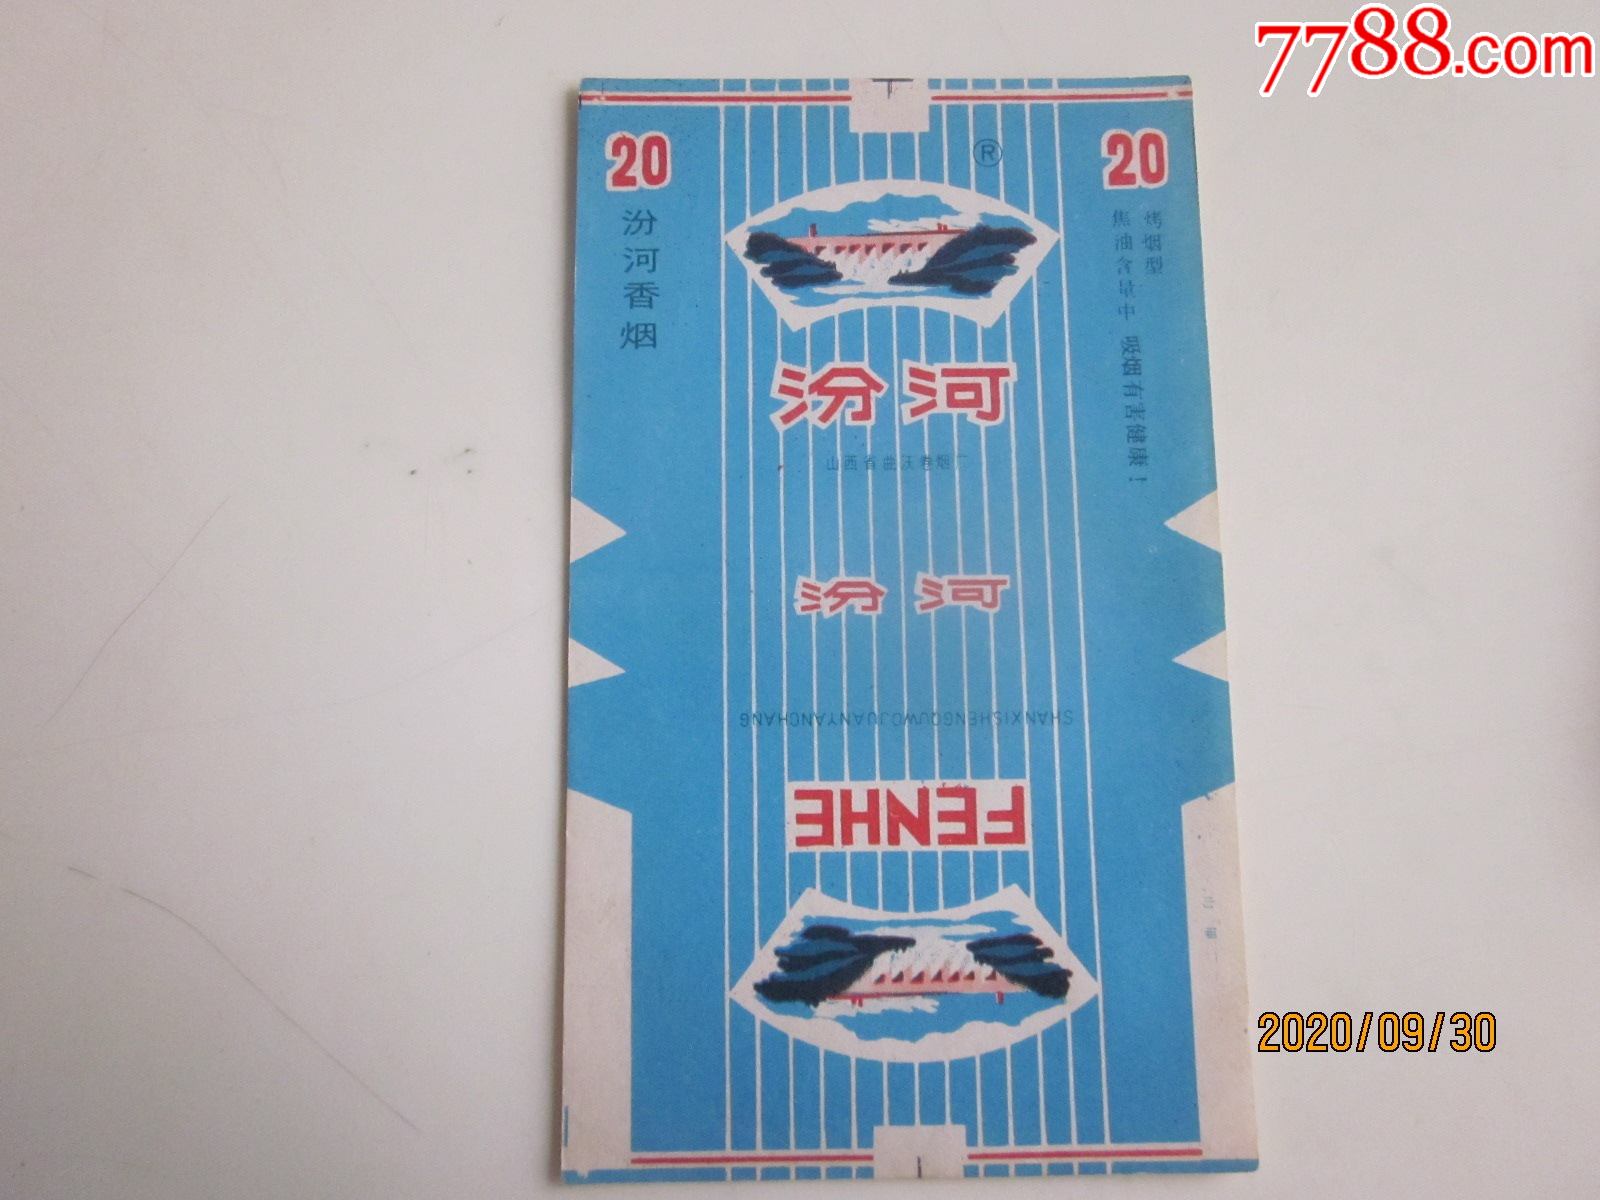 7788.com
20
汾河香烟
®
汾河
山西省曲沃卷烟厂
20
烤烟型
焦油含量中
吸烟有害健康！
汾河
SHANXISHENGQUWOJUANYANCHANG
FENHE
2020/09/30